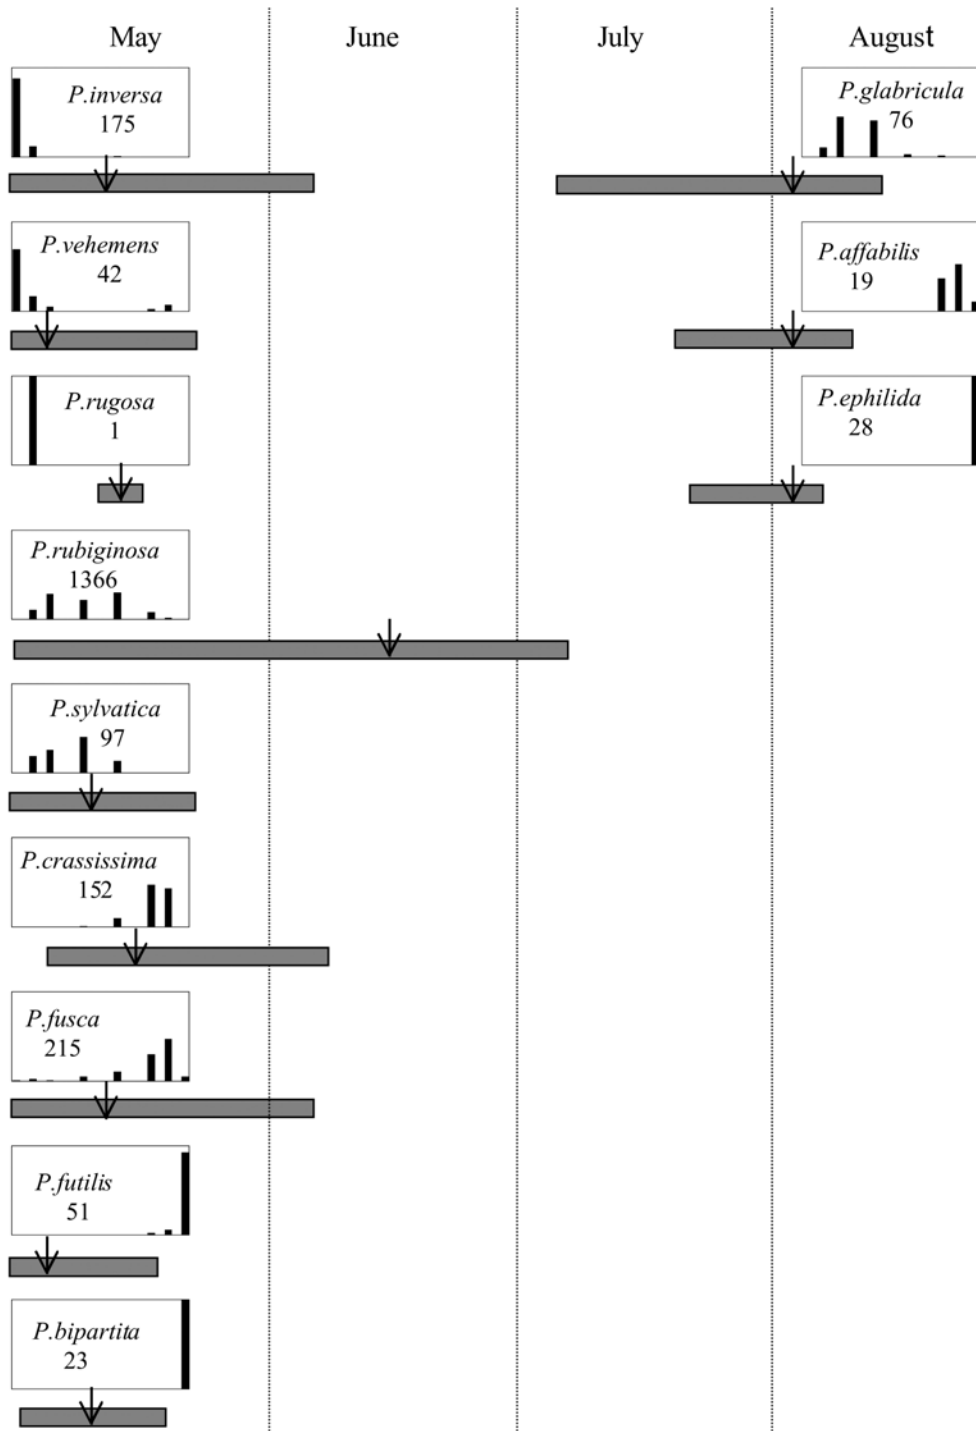 May
June
July
August
P.inversa
175
P.glabricula
76
P.vehemens
42
P.affabilis
19
P.rugosa
1
P.ephilida
28
P.rubiginosa
1366
P.sylvatica
97
P.crassissima
152
P.fusca
215
P.futilis
51
P.bipartita
23